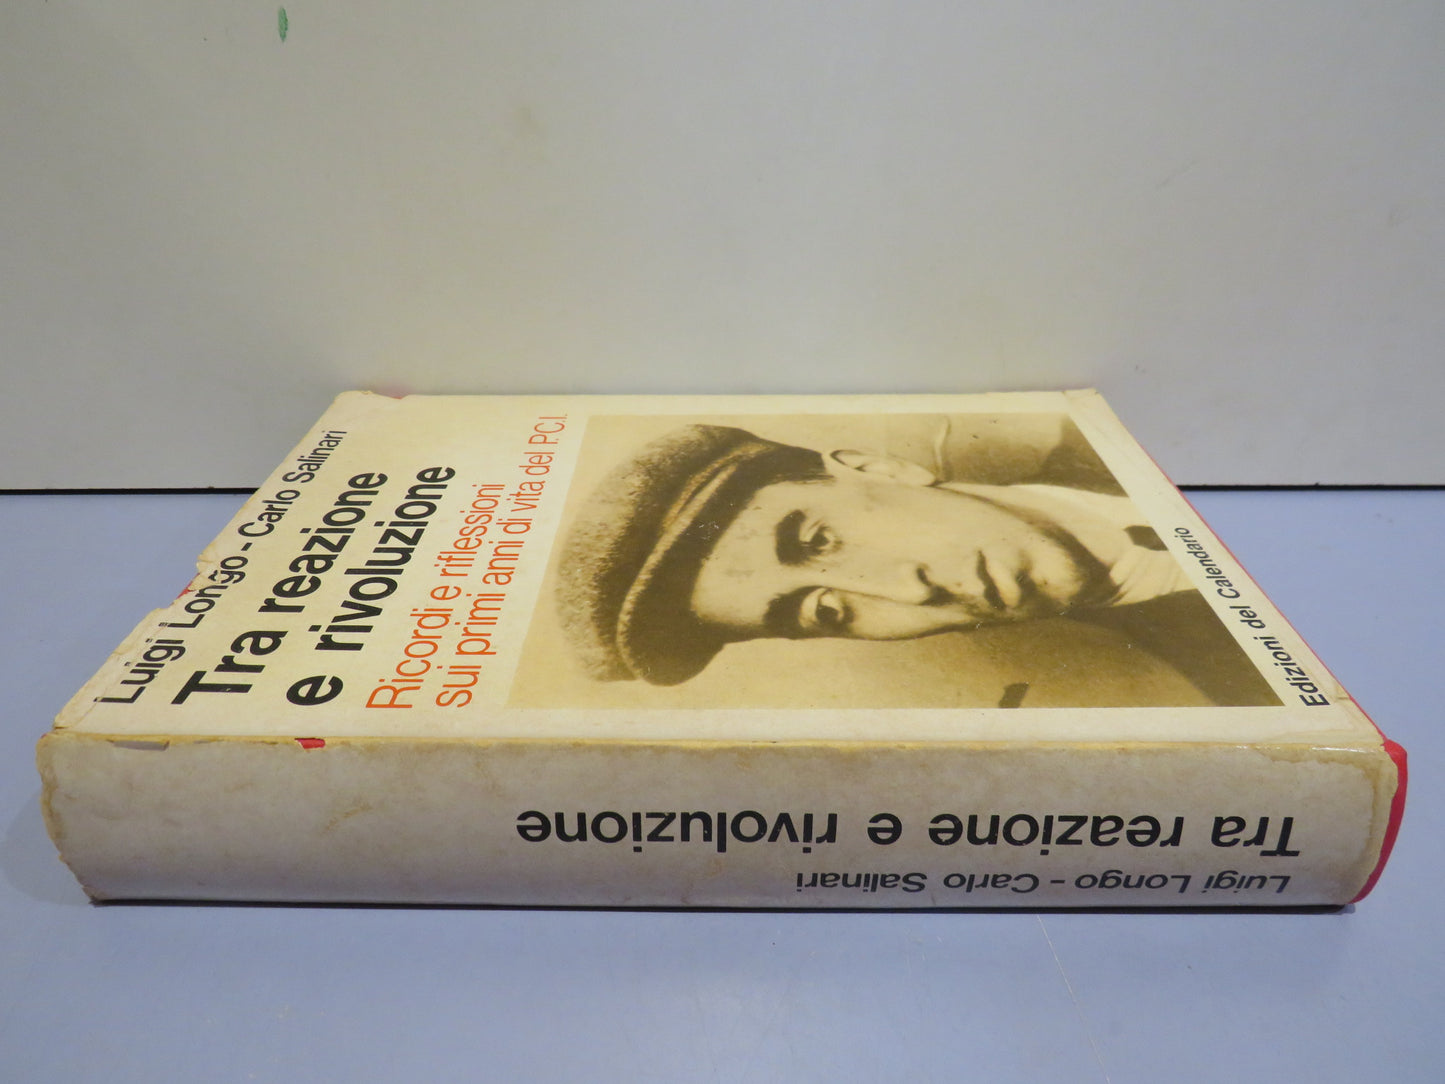 Luigi Longo - Carlo Salinari
Tra reazione
e rivoluzione
Ricordi e riflessioni
sui primi anni di vita del P.C.I.
Edizioni del Calendario
Luigi Longo - Carlo Salinari
Tra reazione e rivoluzione